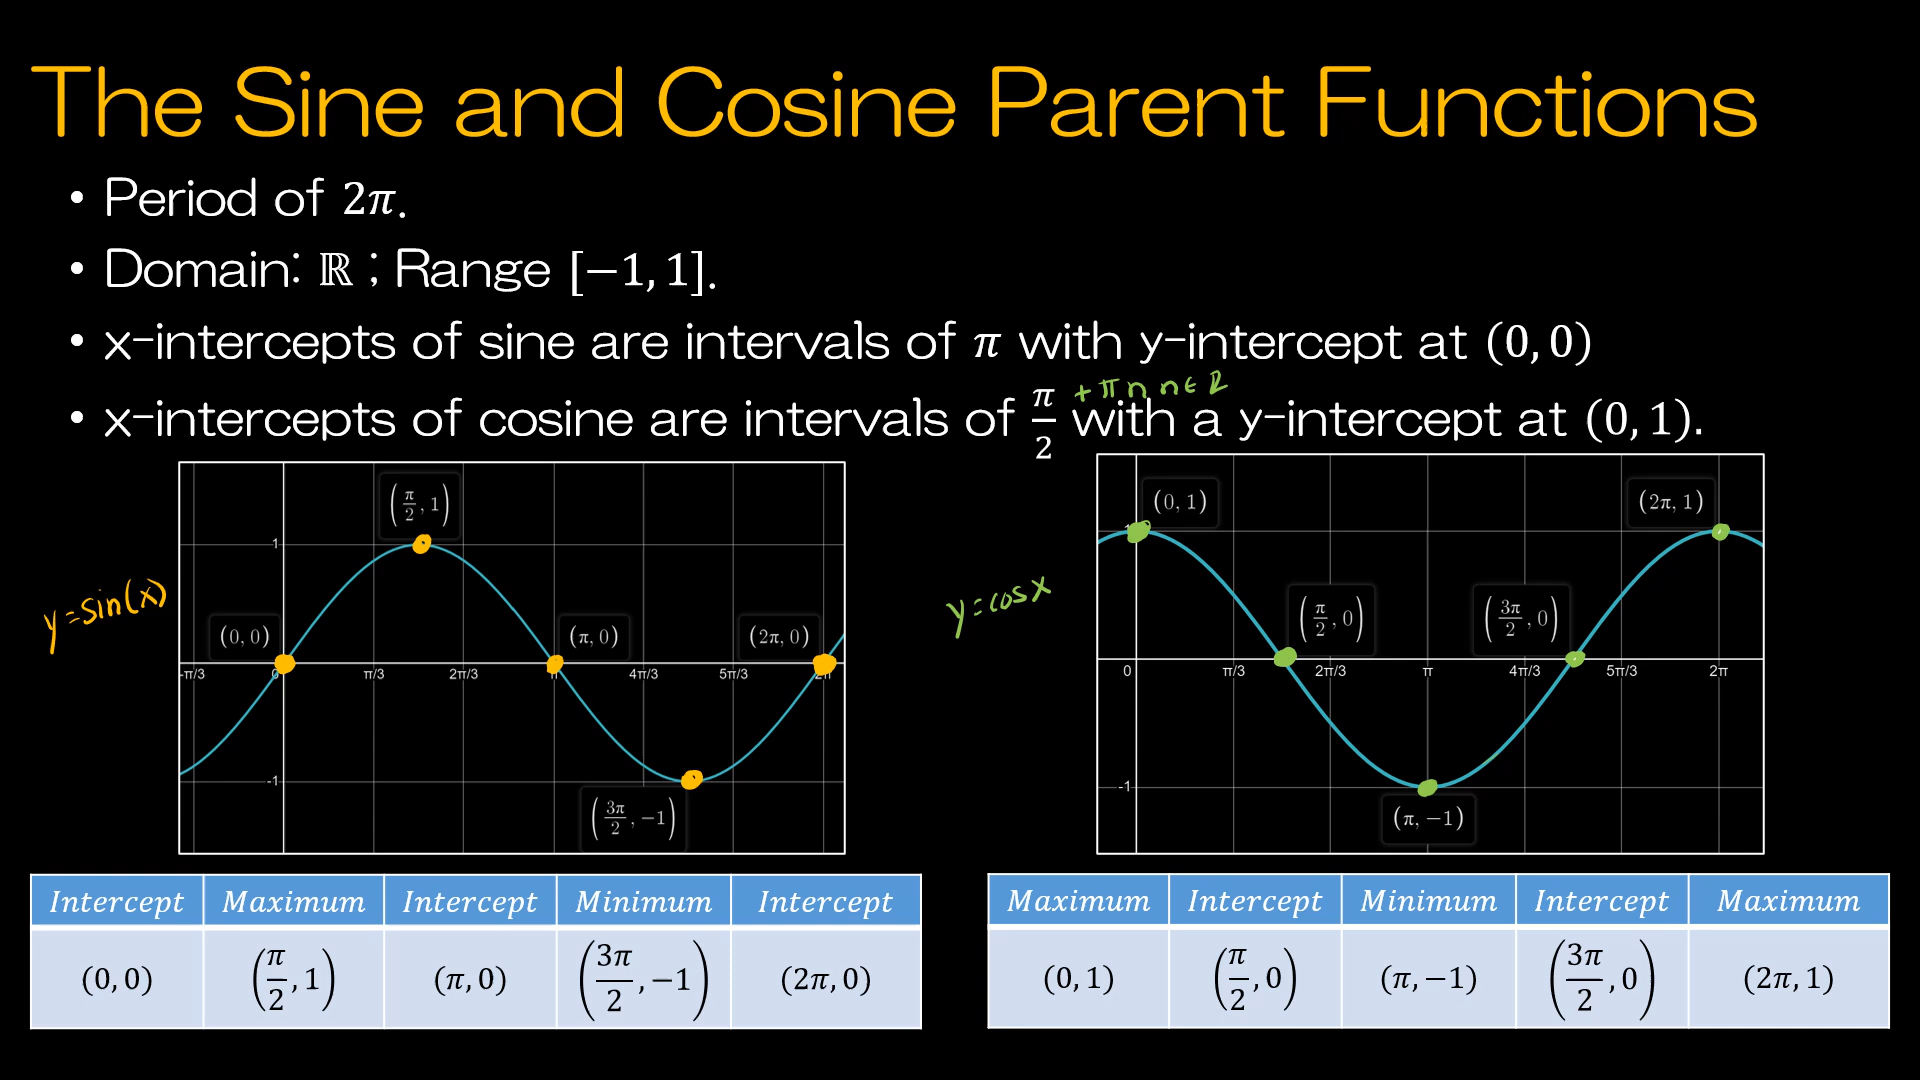 The Sine and Cosine Parent Functions
• Period of 2π.
• Domain: ℝ ; Range [−1, 1].
• x-intercepts of sine are intervals of π with y-intercept at (0, 0)
+ πn n∈ℤ
• x-intercepts of cosine are intervals of π/2 with a y-intercept at (0, 1).
y=sin(x)
(π/2, 1)
1
(0, 0) (π, 0) (2π, 0)
-π/3 0 π/3 2π/3 π 4π/3 5π/3 2π
-1
(3π/2, −1)
y=cosx
(0, 1) (2π, 1)
1
(π/2, 0) (3π/2, 0)
0 π/3 2π/3 π 4π/3 5π/3 2π
-1
(π, −1)
Intercept Maximum Intercept Minimum Intercept
(0, 0) (π/2, 1) (π, 0) (3π/2, −1) (2π, 0)
Maximum Intercept Minimum Intercept Maximum
(0, 1) (π/2, 0) (π, −1) (3π/2, 0) (2π, 1)